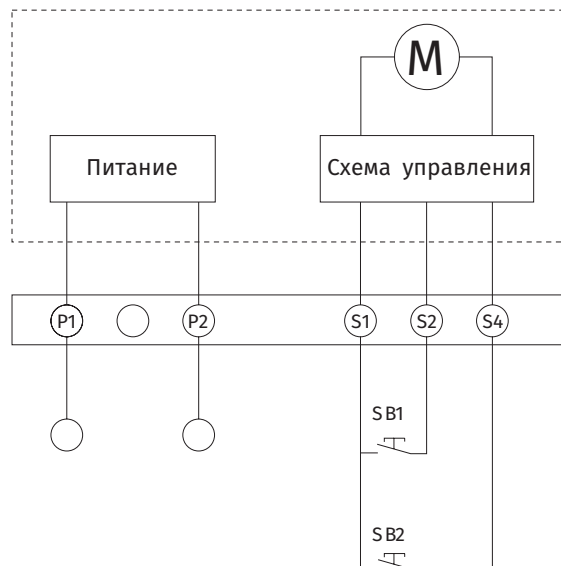 M
Питание
Схема управления
P1
P2
S1
S2
S4
SB1
SB2